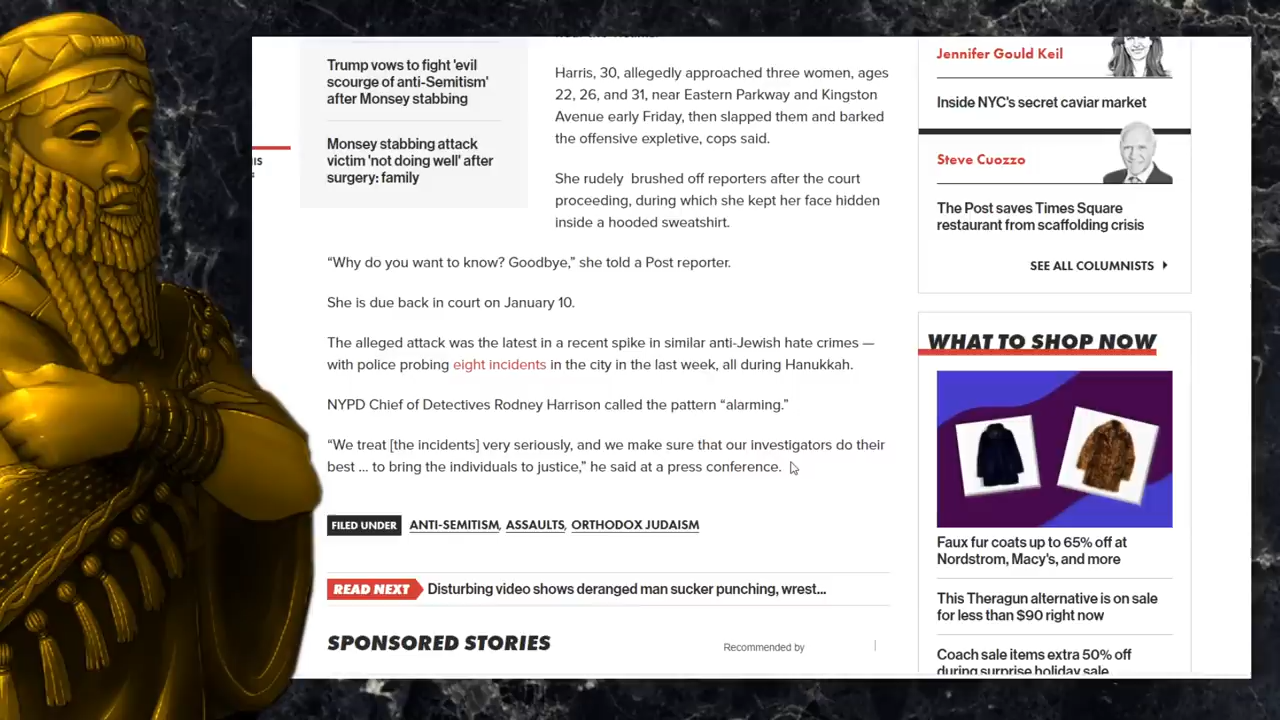 Trump vows to fight 'evil
scourge of anti-Semitism'
after Monsey stabbing
Monsey stabbing attack
victim 'not doing well' after
surgery: family
Harris, 30, allegedly approached three women, ages
22, 26, and 31, near Eastern Parkway and Kingston
Avenue early Friday, then slapped them and barked
the offensive expletive, cops said.
She rudely brushed off reporters after the court
proceeding, during which she kept her face hidden
inside a hooded sweatshirt.
“Why do you want to know? Goodbye,” she told a Post reporter.
She is due back in court on January 10.
The alleged attack was the latest in a recent spike in similar anti-Jewish hate crimes —
with police probing eight incidents in the city in the last week, all during Hanukkah.
NYPD Chief of Detectives Rodney Harrison called the pattern “alarming.”
“We treat [the incidents] very seriously, and we make sure that our investigators do their
best ... to bring the individuals to justice,” he said at a press conference.
FILED UNDER ANTI-SEMITISM, ASSAULTS, ORTHODOX JUDAISM
READ NEXT Disturbing video shows deranged man sucker punching, wrest...
SPONSORED STORIES
Recommended by
Jennifer Gould Keil
Inside NYC's secret caviar market
Steve Cuozzo
The Post saves Times Square
restaurant from scaffolding crisis
SEE ALL COLUMNISTS
WHAT TO SHOP NOW
Faux fur coats up to 65% off at
Nordstrom, Macy's, and more
This Theragun alternative is on sale
for less than $90 right now
Coach sale items extra 50% off
during surprise holiday sale